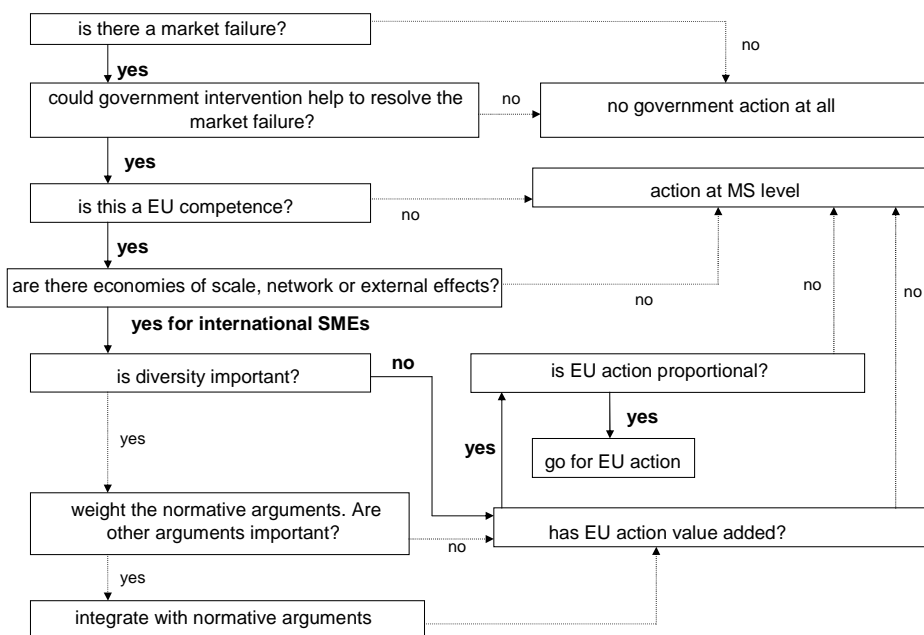 is there a market failure?
no
yes
could government intervention help to resolve the
market failure?
no
no government action at all
yes
is this a EU competence?
no
action at MS level
yes
are there economies of scale, network or external effects?
no
no
no
yes for international SMEs
is diversity important?
no
is EU action proportional?
yes
yes
yes
go for EU action
weight the normative arguments. Are
other arguments important?
no
has EU action value added?
yes
integrate with normative arguments